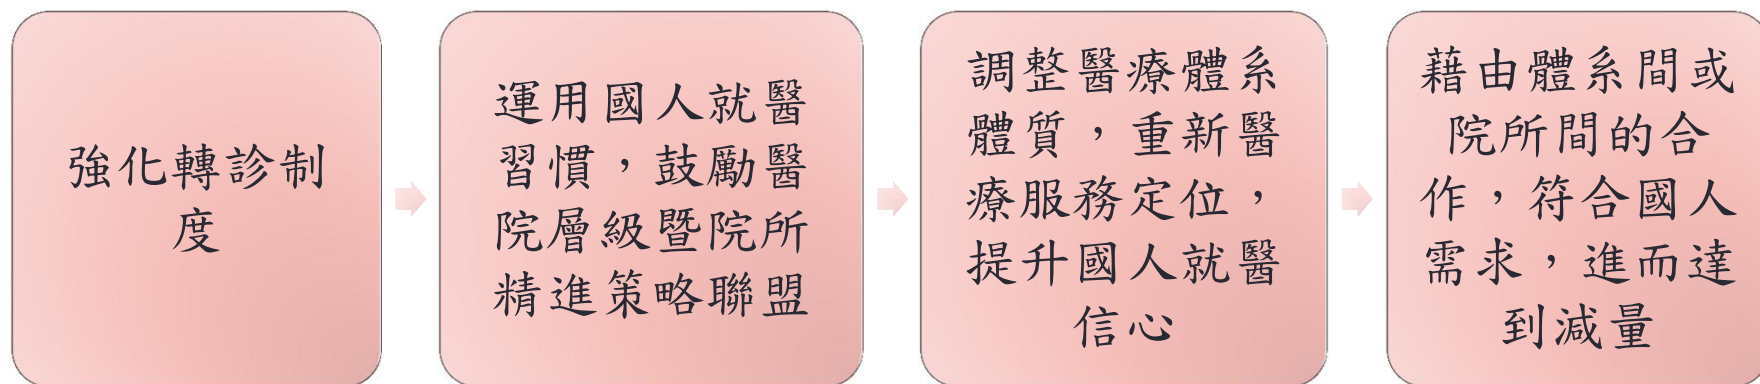 強化轉診制
度
運用國人就醫
習慣，鼓勵醫
院層級暨院所
精進策略聯盟
調整醫療體系
體質，重新醫
療服務定位，
提升國人就醫
信心
藉由體系間或
院所間的合
作，符合國人
需求，進而達
到減量